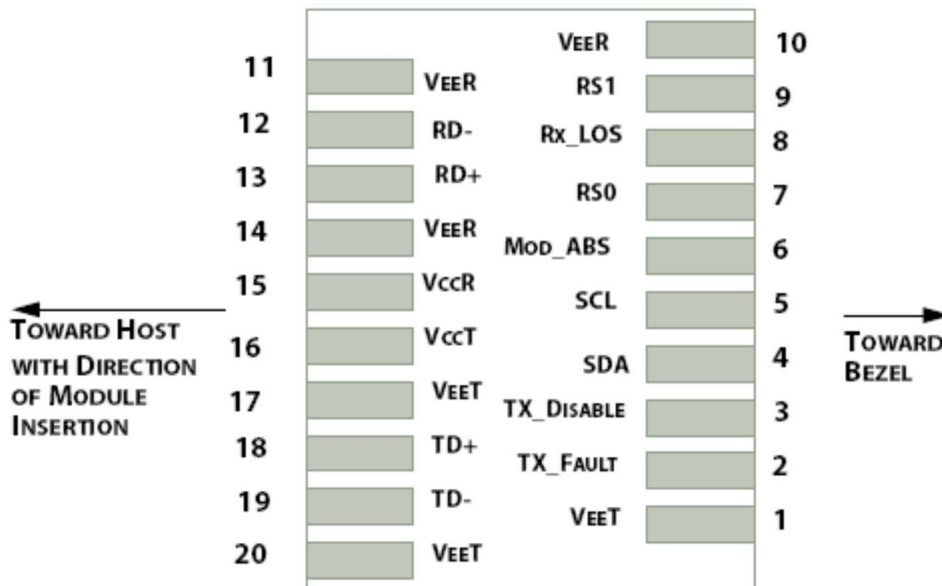 11 VEER
12 RD-
13 RD+
14 VEER
15 VCCR
16 VCCT
17 VEET
18 TD+
19 TD-
20 VEET
VEER 10
RS1 9
RX_LOS 8
RS0 7
MOD_ABS 6
SCL 5
SDA 4
TX_DISABLE 3
TX_FAULT 2
VEET 1
TOWARD HOST
WITH DIRECTION
OF MODULE
INSERTION
TOWARD
BEZEL